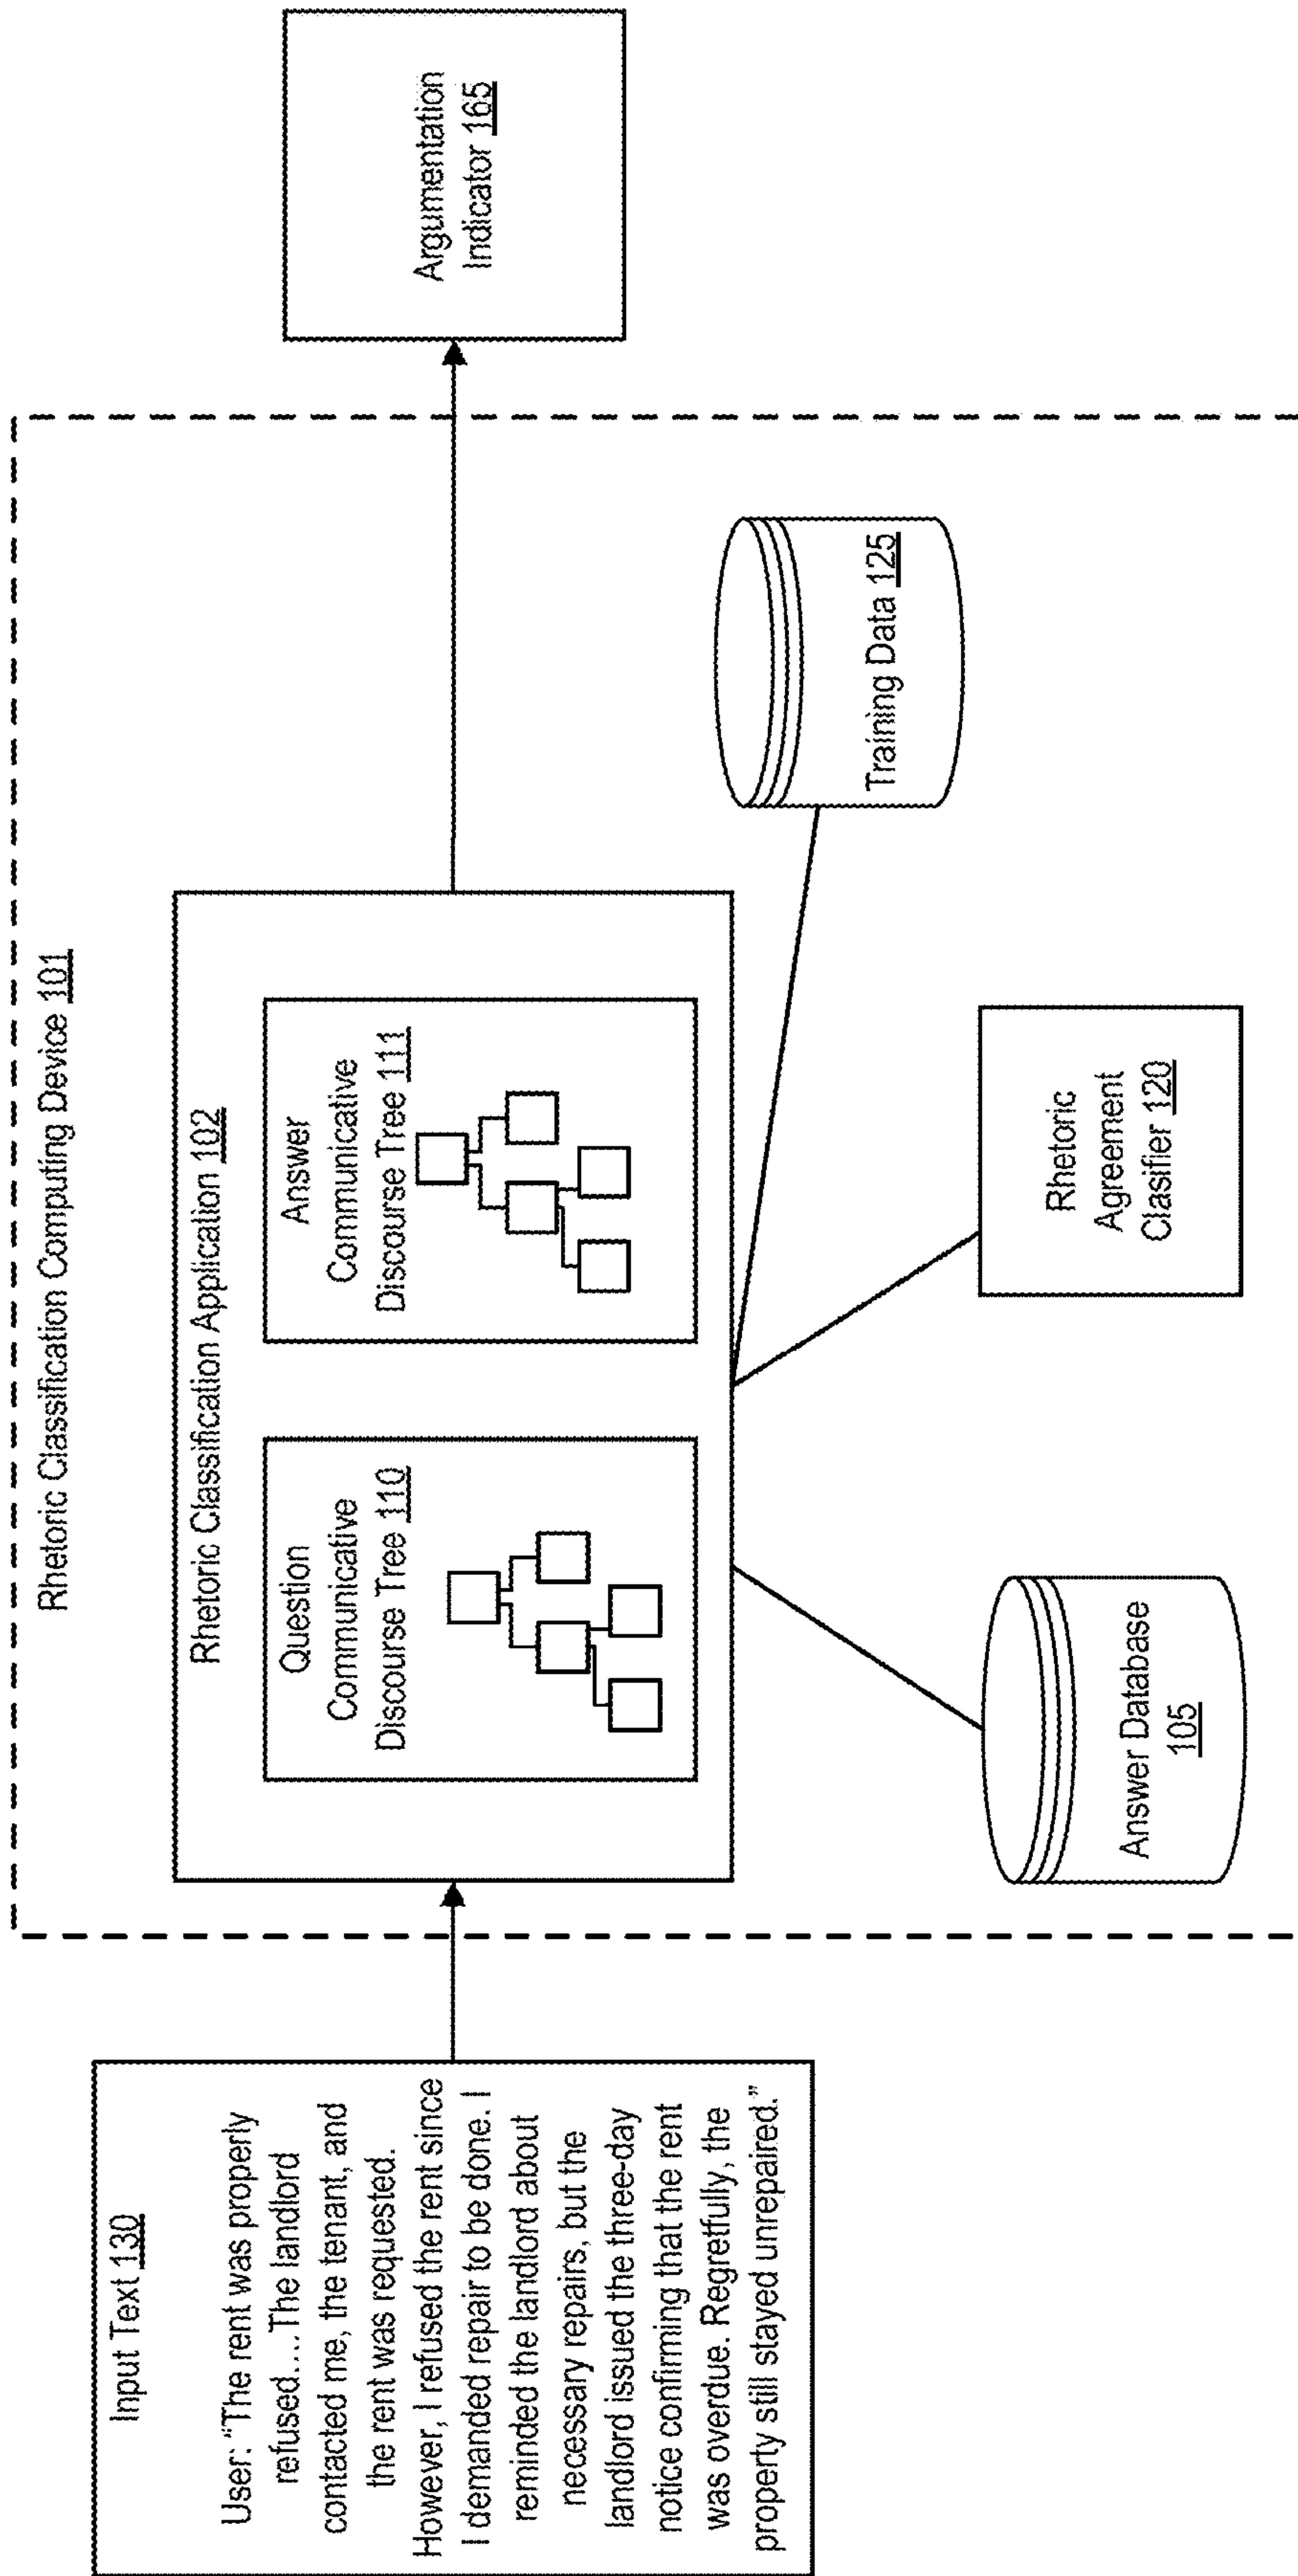 Rhetoric Classification Computing Device 101
Input Text 130
User: “The rent was properly
refused....The landlord
contacted me, the tenant, and
the rent was requested.
However, I refused the rent since
I demanded repair to be done. I
reminded the landlord about
necessary repairs, but the
landlord issued the three-day
notice confirming that the rent
was overdue. Regretfully, the
property still stayed unrepaired.”
Rhetoric Classification Application 102
Question
Communicative
Discourse Tree 110
Answer
Communicative
Discourse Tree 111
Argumentation
Indicator 165
Answer Database
105
Rhetoric
Agreement
Clasifier 120
Training Data 125